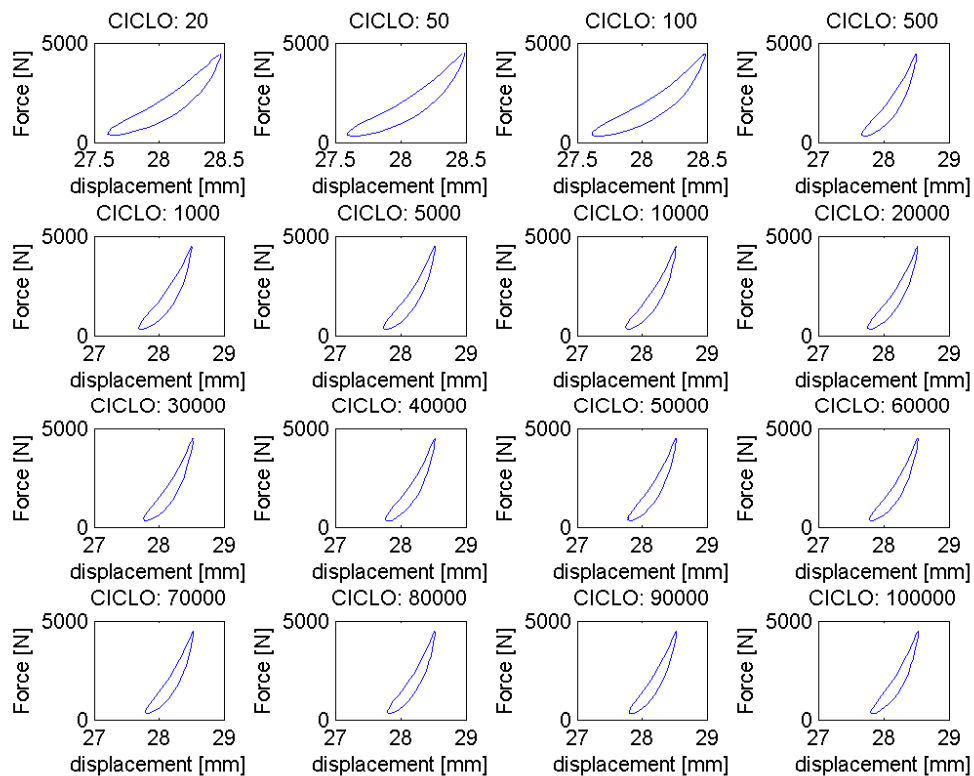 CICLO: 20 CICLO: 50 CICLO: 100 CICLO: 500
5000 5000 5000 5000
Force [N] Force [N] Force [N] Force [N]
0 0 0 0
27.5 28 28.5 27.5 28 28.5 27.5 28 28.5 27 28 29
displacement [mm] displacement [mm] displacement [mm] displacement [mm]
CICLO: 1000 CICLO: 5000 CICLO: 10000 CICLO: 20000
5000 5000 5000 5000
Force [N] Force [N] Force [N] Force [N]
0 0 0 0
27 28 29 27 28 29 27 28 29 27 28 29
displacement [mm] displacement [mm] displacement [mm] displacement [mm]
CICLO: 30000 CICLO: 40000 CICLO: 50000 CICLO: 60000
5000 5000 5000 5000
Force [N] Force [N] Force [N] Force [N]
0 0 0 0
27 28 29 27 28 29 27 28 29 27 28 29
displacement [mm] displacement [mm] displacement [mm] displacement [mm]
CICLO: 70000 CICLO: 80000 CICLO: 90000 CICLO: 100000
5000 5000 5000 5000
Force [N] Force [N] Force [N] Force [N]
0 0 0 0
27 28 29 27 28 29 27 28 29 27 28 29
displacement [mm] displacement [mm] displacement [mm] displacement [mm]